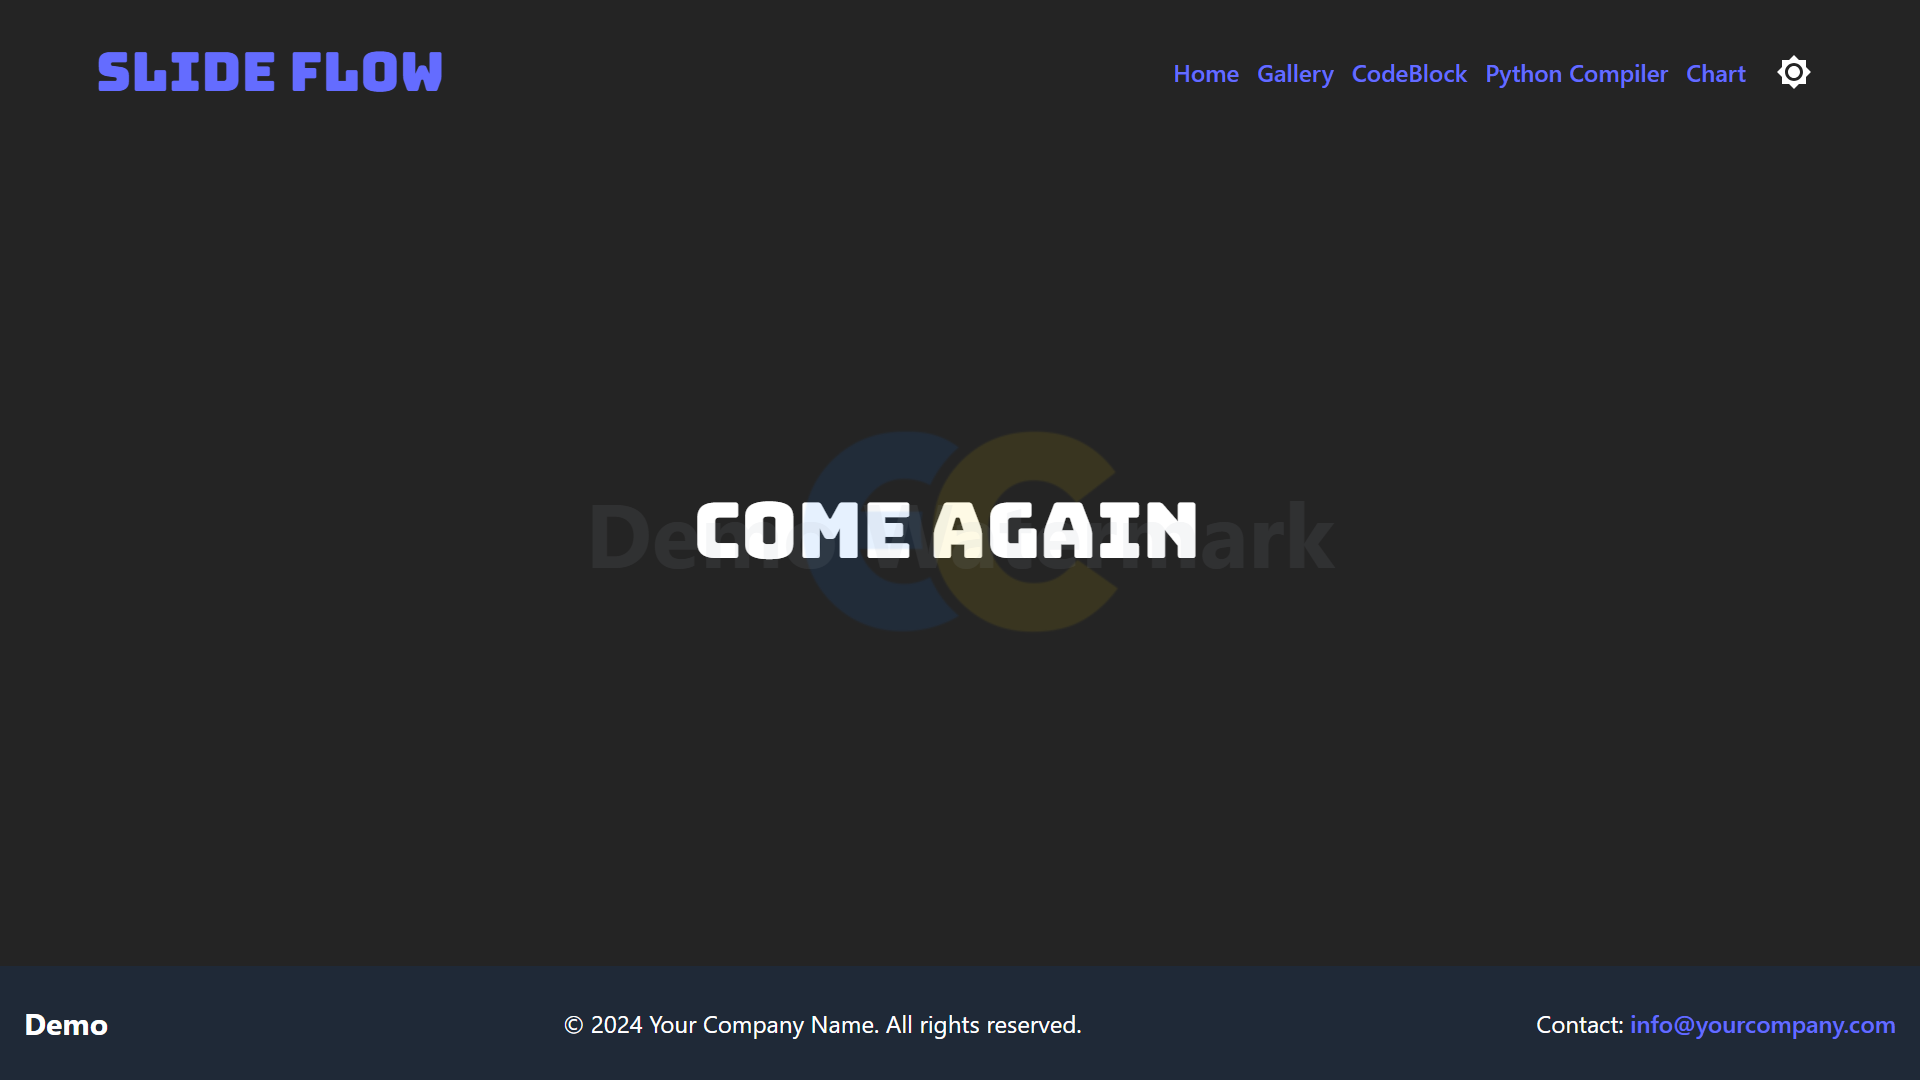 SLIDE FLOW
Home Gallery CodeBlock Python Compiler Chart
COME AGAIN
Demo Watermark
Demo
© 2024 Your Company Name. All rights reserved.
Contact: info@yourcompany.com